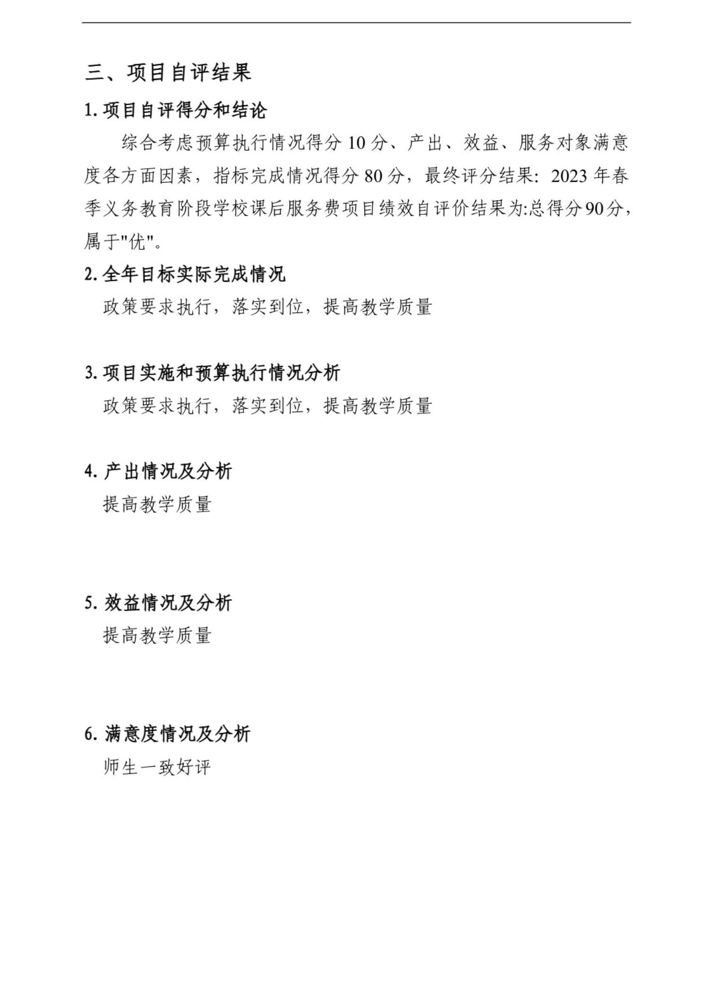 三、项目自评结果
1. 项目自评得分和结论
综合考虑预算执行情况得分 10 分、产出、效益、服务对象满意
度各方面因素，指标完成情况得分 80 分，最终评分结果：2023 年春
季义务教育阶段学校课后服务费项目绩效自评价结果为:总得分90分，
属于"优"。
2. 全年目标实际完成情况
政策要求执行，落实到位，提高教学质量
3. 项目实施和预算执行情况分析
政策要求执行，落实到位，提高教学质量
4. 产出情况及分析
提高教学质量
5. 效益情况及分析
提高教学质量
6. 满意度情况及分析
师生一致好评